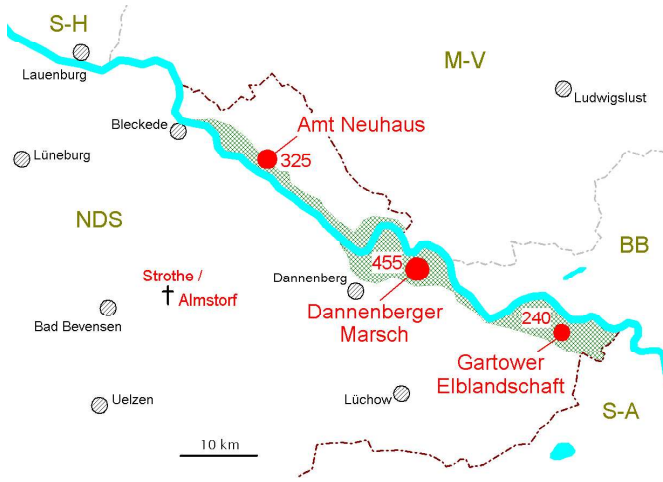 S-H
Lauenburg
M-V
Ludwigslust
Bleckede
Amt Neuhaus
325
Lüneburg
NDS
BB
455
Strothe /
Almstorf
Dannenberg
Dannenberger
Marsch
240
Bad Bevensen
Gartower
Elblandschaft
Uelzen
Lüchow
S-A
10 km